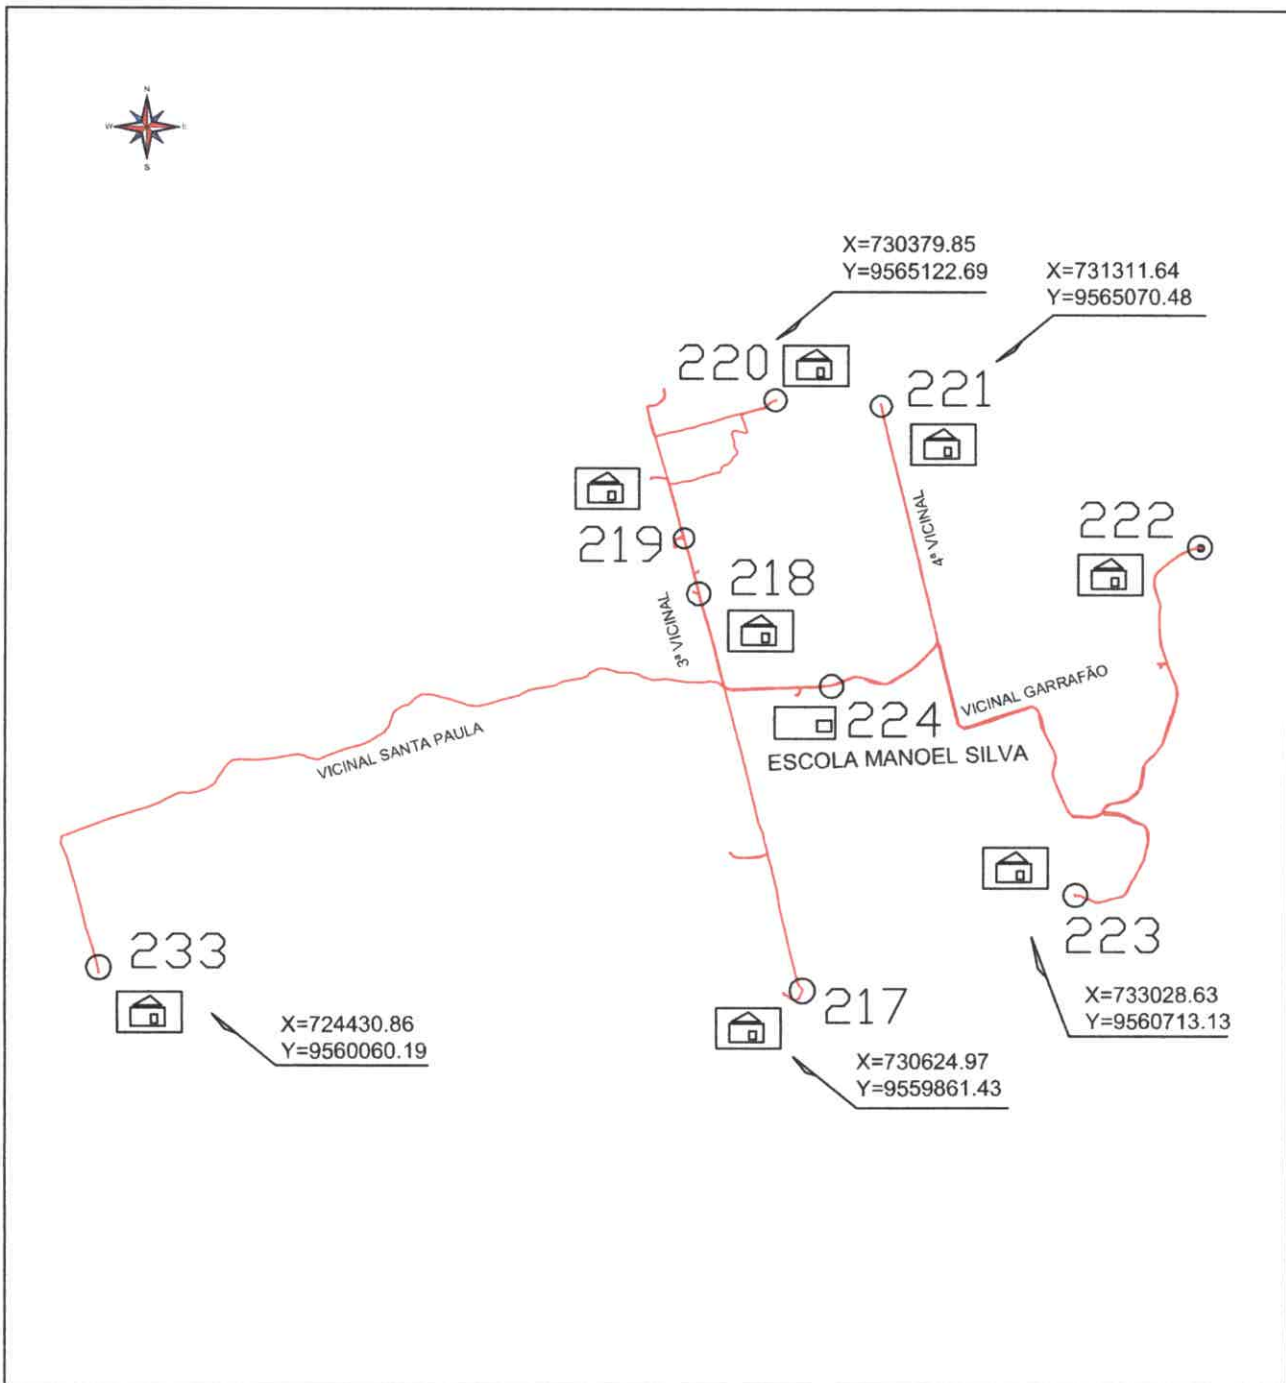 N
W E
S
X=730379.85
Y=9565122.69
X=731311.64
Y=9565070.48
220
221
222
219
218
4ª VICINAL
3ª VICINAL
VICINAL GARRAFÃO
224
VICINAL SANTA PAULA
ESCOLA MANOEL SILVA
233
223
217
X=733028.63
Y=9560713.13
X=724430.86
Y=9560060.19
X=730624.97
Y=9559861.43